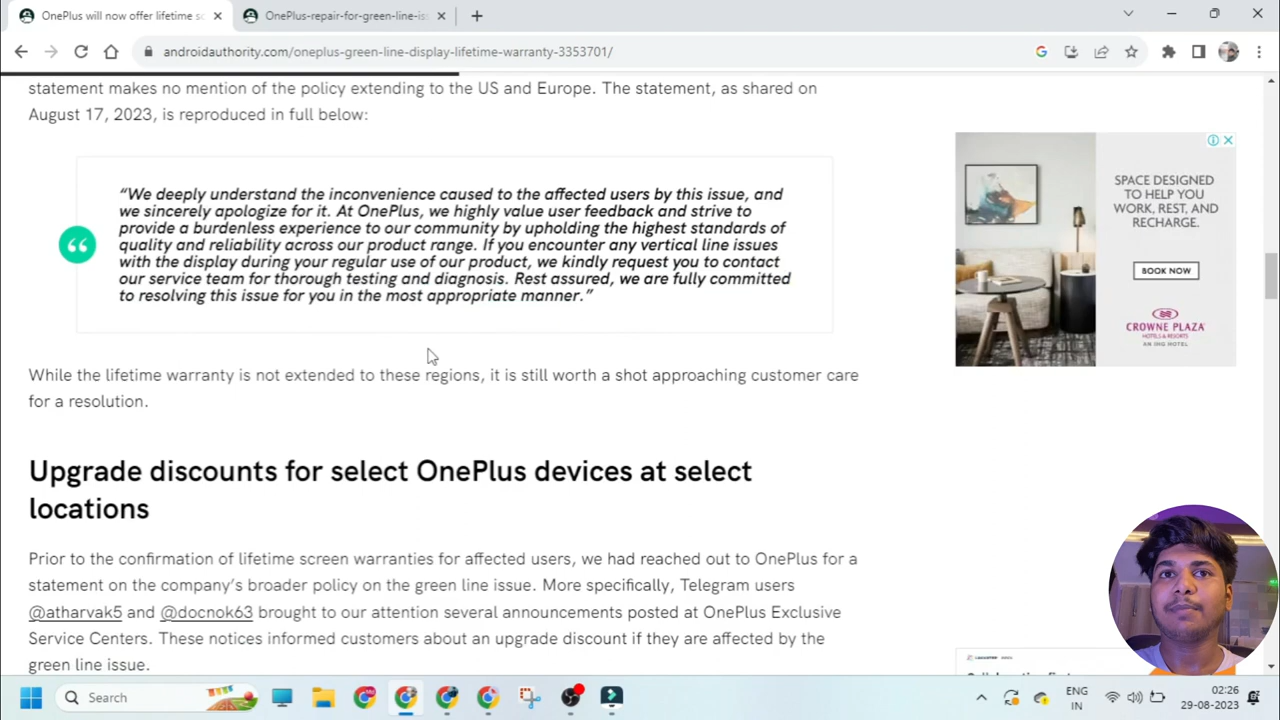 OnePlus will now offer lifetime sc
OnePlus-repair-for-green-line-iss
androidauthority.com/oneplus-green-line-display-lifetime-warranty-3353701/
statement makes no mention of the policy extending to the US and Europe. The statement, as shared on
August 17, 2023, is reproduced in full below:
“We deeply understand the inconvenience caused to the affected users by this issue, and
we sincerely apologize for it. At OnePlus, we highly value user feedback and strive to
provide a burdenless experience to our community by upholding the highest standards of
quality and reliability across our product range. If you encounter any vertical line issues
with the display during your regular use of our product, we kindly request you to contact
our service team for thorough testing and diagnosis. Rest assured, we are fully committed
to resolving this issue for you in the most appropriate manner.”
While the lifetime warranty is not extended to these regions, it is still worth a shot approaching customer care
for a resolution.
Upgrade discounts for select OnePlus devices at select
locations
Prior to the confirmation of lifetime screen warranties for affected users, we had reached out to OnePlus for a
statement on the company’s broader policy on the green line issue. More specifically, Telegram users
@atharvak5 and @docnok63 brought to our attention several announcements posted at OnePlus Exclusive
Service Centers. These notices informed customers about an upgrade discount if they are affected by the
green line issue.
SPACE DESIGNED
TO HELP YOU
WORK, REST, AND
RECHARGE.
BOOK NOW
CROWNE PLAZA
HOTELS & RESORTS
AN IHG HOTEL
Search
ENG
IN
02:26
29-08-2023